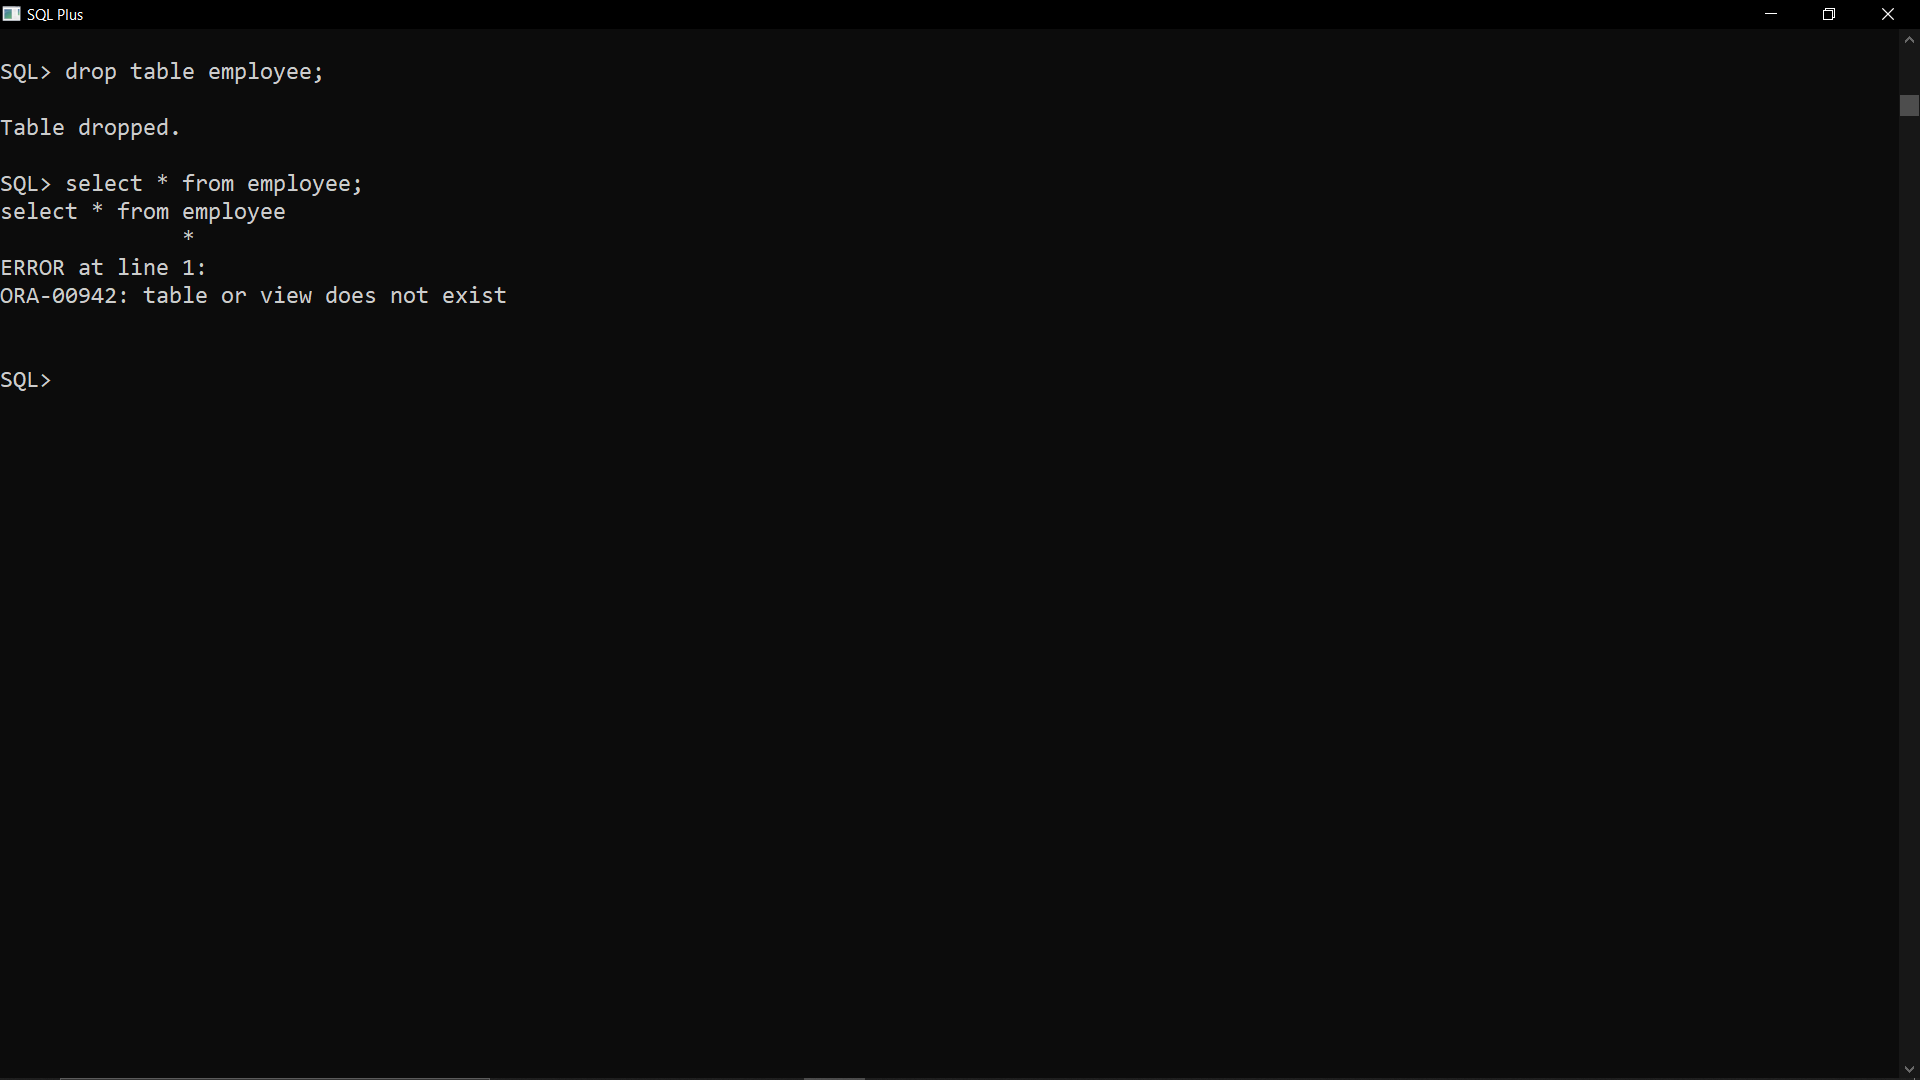 SQL Plus
SQL> drop table employee;
Table dropped.
SQL> select * from employee;
select * from employee
*
ERROR at line 1:
ORA-00942: table or view does not exist
SQL>